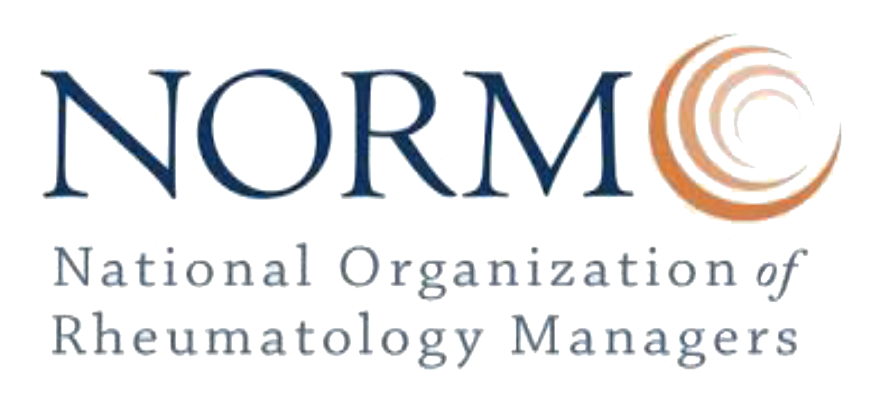 NORM
National Organization of
Rheumatology Managers